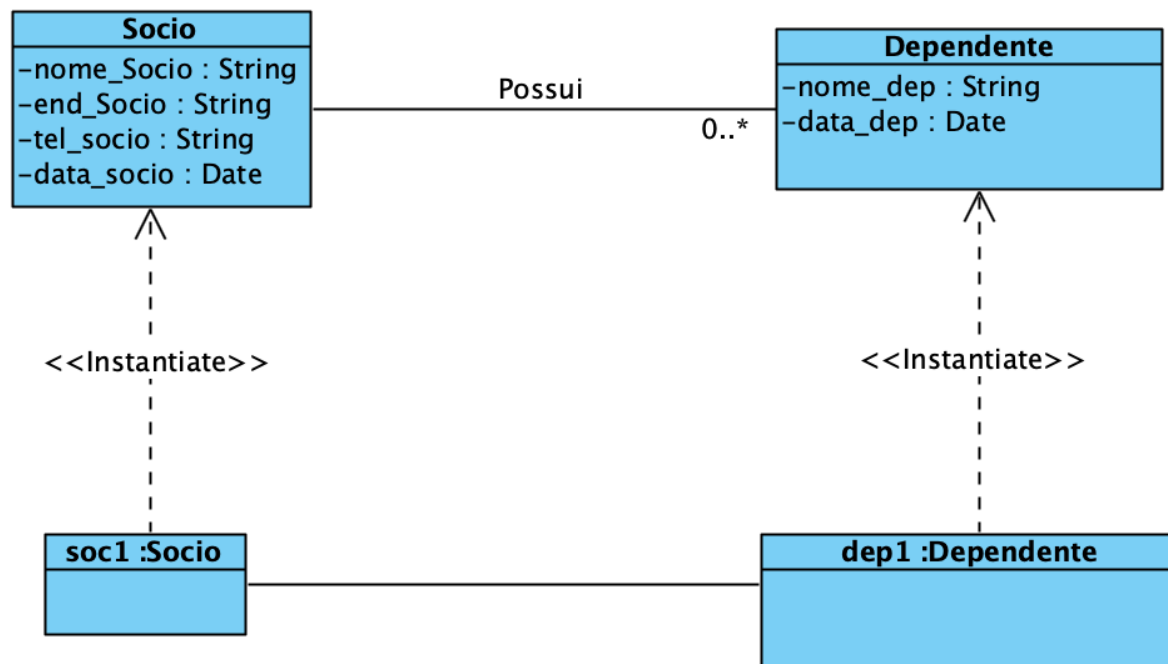 Socio
-nome_Socio : String
-end_Socio : String
-tel_socio : String
-data_socio : Date
Possui
0..*
Dependente
-nome_dep : String
-data_dep : Date
<<Instantiate>>
<<Instantiate>>
soc1 :Socio
dep1 :Dependente